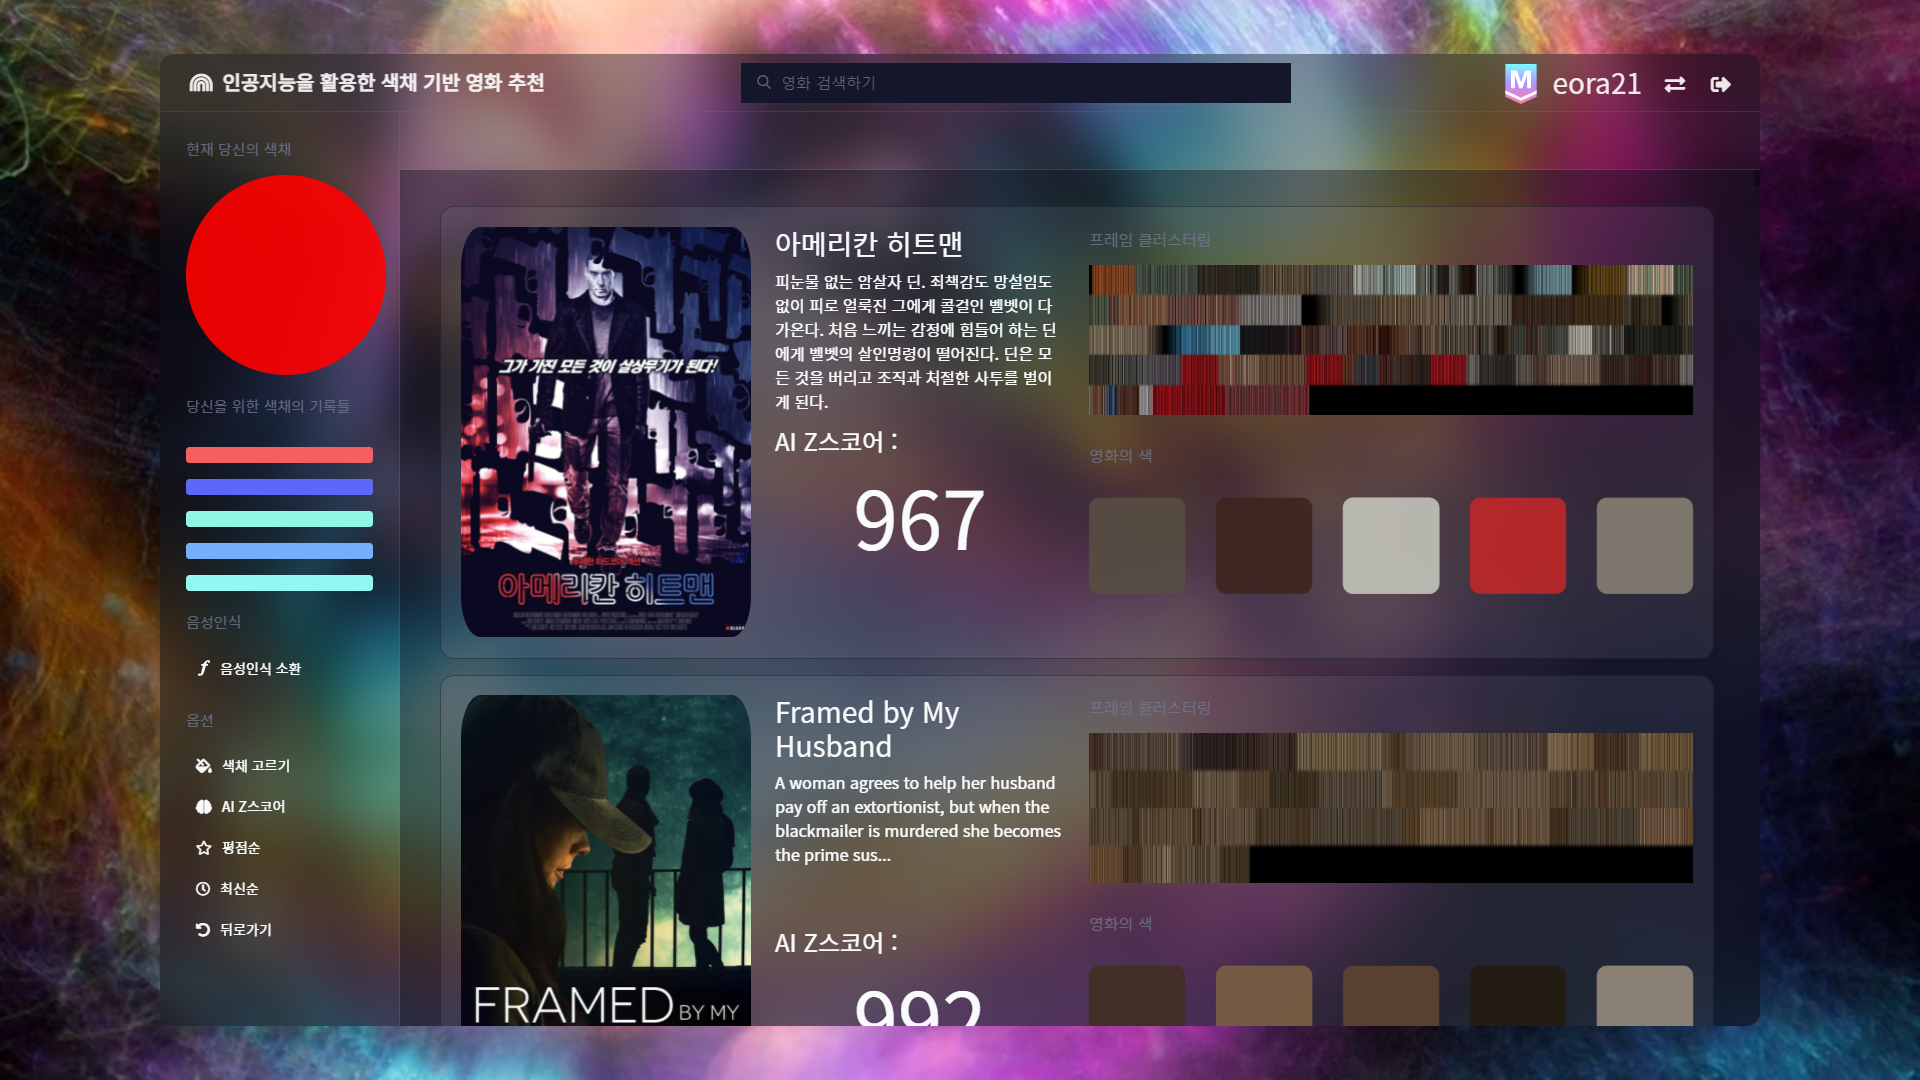 인공지능을 활용한 색채 기반 영화 추천
영화 검색하기
M
eora21
현재 당신의 색채
당신을 위한 색채의 기록들
음성인식
음성인식 소환
옵션
색채 고르기
AI Z스코어
평점순
최신순
뒤로가기
그가 가진 모든 것이 살상무기가 된다!
아메리칸 히트맨
아메리칸 히트맨
피눈물 없는 암살자 딘. 죄책감도 망설임도
없이 피로 얼룩진 그에게 콜걸인 벨벳이 다
가온다. 처음 느끼는 감정에 힘들어 하는 딘
에게 벨벳의 살인명령이 떨어진다. 딘은 모
든 것을 버리고 조직과 처절한 사투를 벌이
게 된다.
AI Z스코어 :
967
프레임 클러스터링
영화의 색
FRAMED BY MY
Framed by My
Husband
A woman agrees to help her husband
pay off an extortionist, but when the
blackmailer is murdered she becomes
the prime sus...
AI Z스코어 :
992
프레임 클러스터링
영화의 색